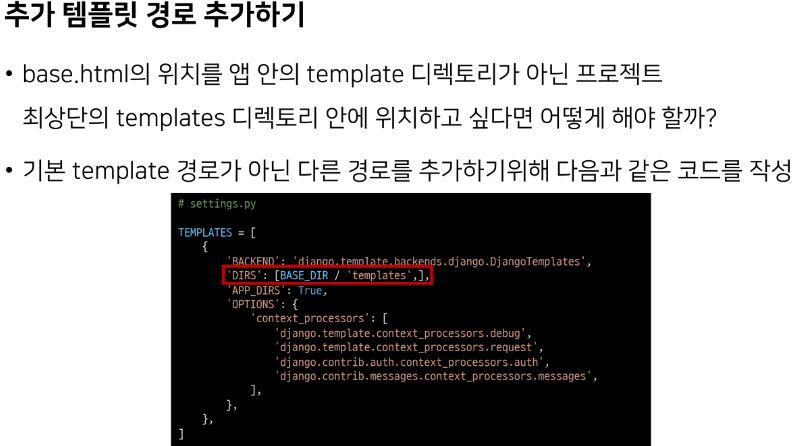 추가 템플릿 경로 추가하기
• base.html의 위치를 앱 안의 template 디렉토리가 아닌 프로젝트
최상단의 templates 디렉토리 안에 위치하고 싶다면 어떻게 해야 할까?
• 기본 template 경로가 아닌 다른 경로를 추가하기위해 다음과 같은 코드를 작성
# settings.py
TEMPLATES = [
{
'BACKEND': 'django.template.backends.django.DjangoTemplates',
'DIRS': [BASE_DIR / 'templates',],
'APP_DIRS': True,
'OPTIONS': {
'context_processors': [
'django.template.context_processors.debug',
'django.template.context_processors.request',
'django.contrib.auth.context_processors.auth',
'django.contrib.messages.context_processors.messages',
],
},
},
]